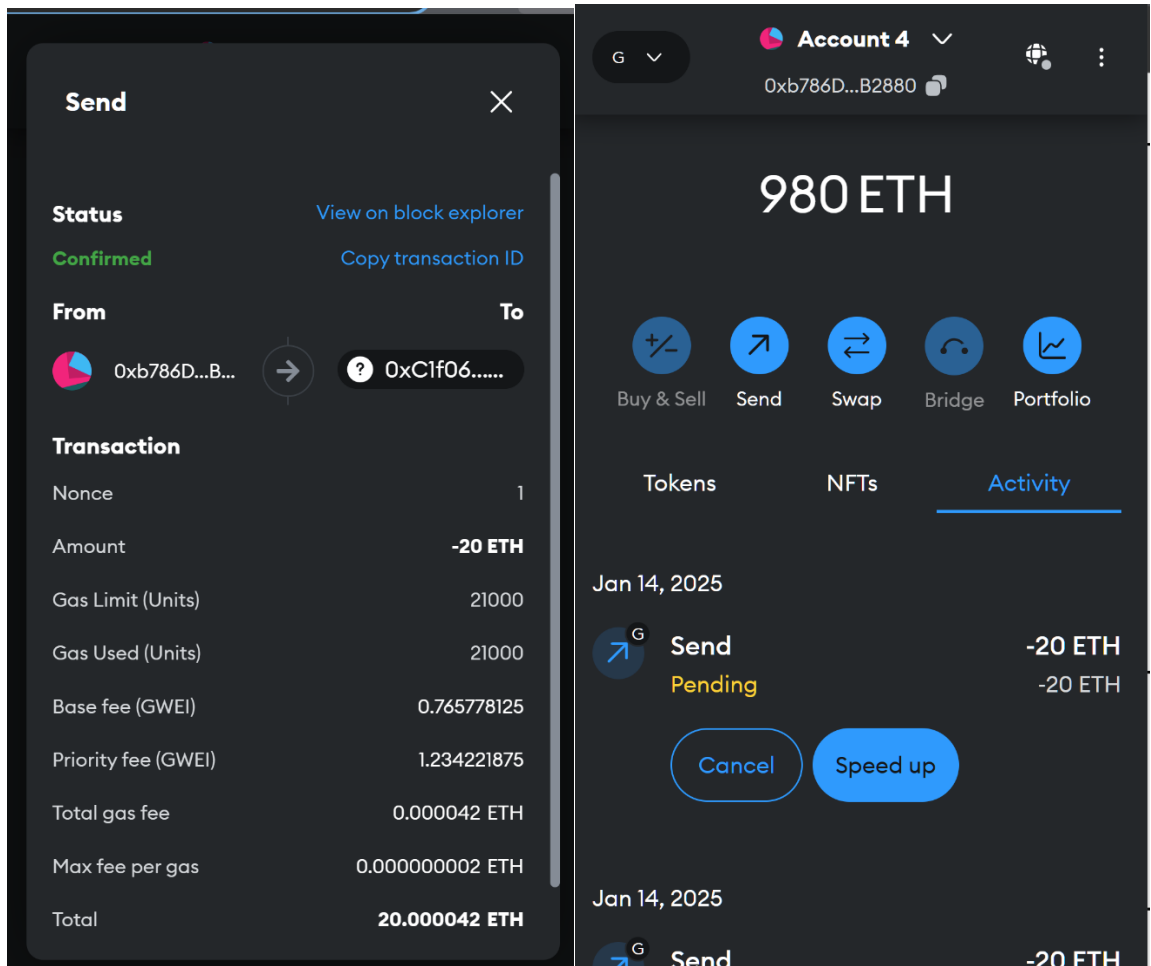 Send
Status View on block explorer
Confirmed Copy transaction ID
From To
0xb786D...B... ? 0xC1f06......
Transaction
Nonce 1
Amount -20 ETH
Gas Limit (Units) 21000
Gas Used (Units) 21000
Base fee (GWEI) 0.765778125
Priority fee (GWEI) 1.234221875
Total gas fee 0.000042 ETH
Max fee per gas 0.000000002 ETH
Total 20.000042 ETH
G Account 4
0xb786D...B2880
980 ETH
Buy & Sell Send Swap Bridge Portfolio
Tokens NFTs Activity
Jan 14, 2025
G Send -20 ETH
Pending -20 ETH
Cancel Speed up
Jan 14, 2025
G Send -20 ETH